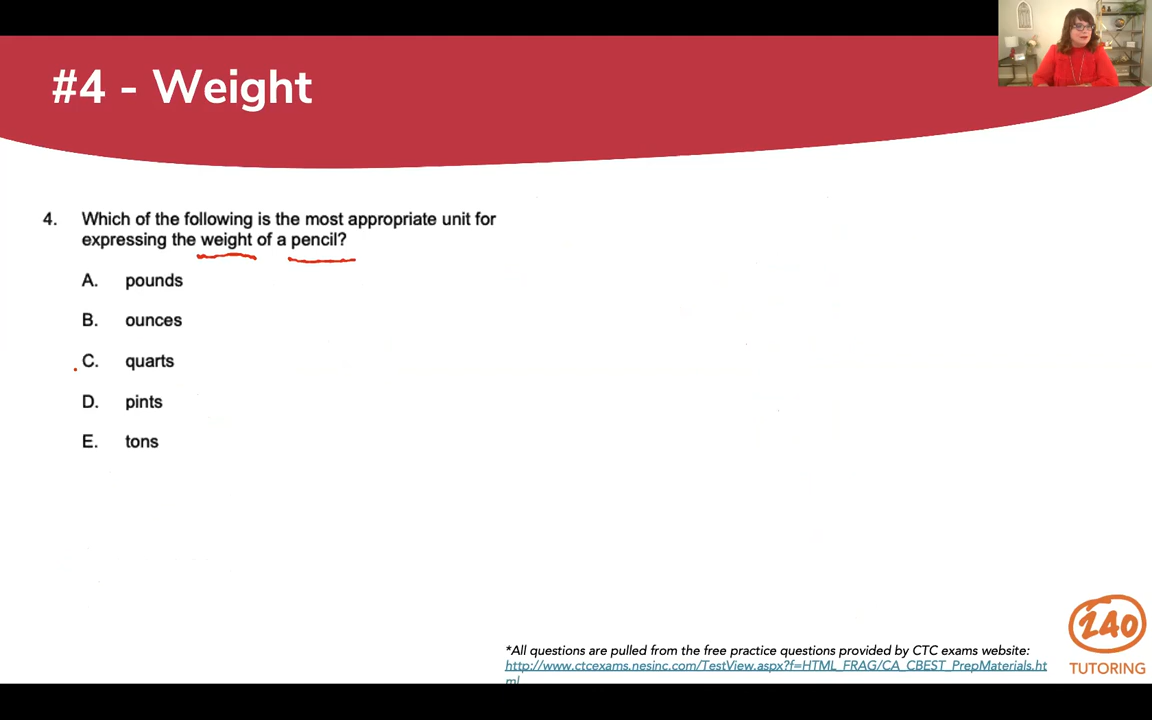 #4 - Weight
4. Which of the following is the most appropriate unit for
expressing the weight of a pencil?
A. pounds
B. ounces
C. quarts
D. pints
E. tons
*All questions are pulled from the free practice questions provided by CTC exams website:
http://www.ctcexams.nesinc.com/TestView.aspx?f=HTML_FRAG/CA_CBEST_PrepMaterials.ht
ml
240
TUTORING